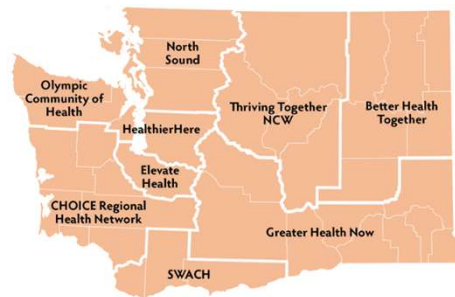 North
Sound
Olympic
Community of
Health
Thriving Together
NCW
Better Health
Together
HealthierHere
Elevate
Health
CHOICE Regional
Health Network
Greater Health Now
SWACH